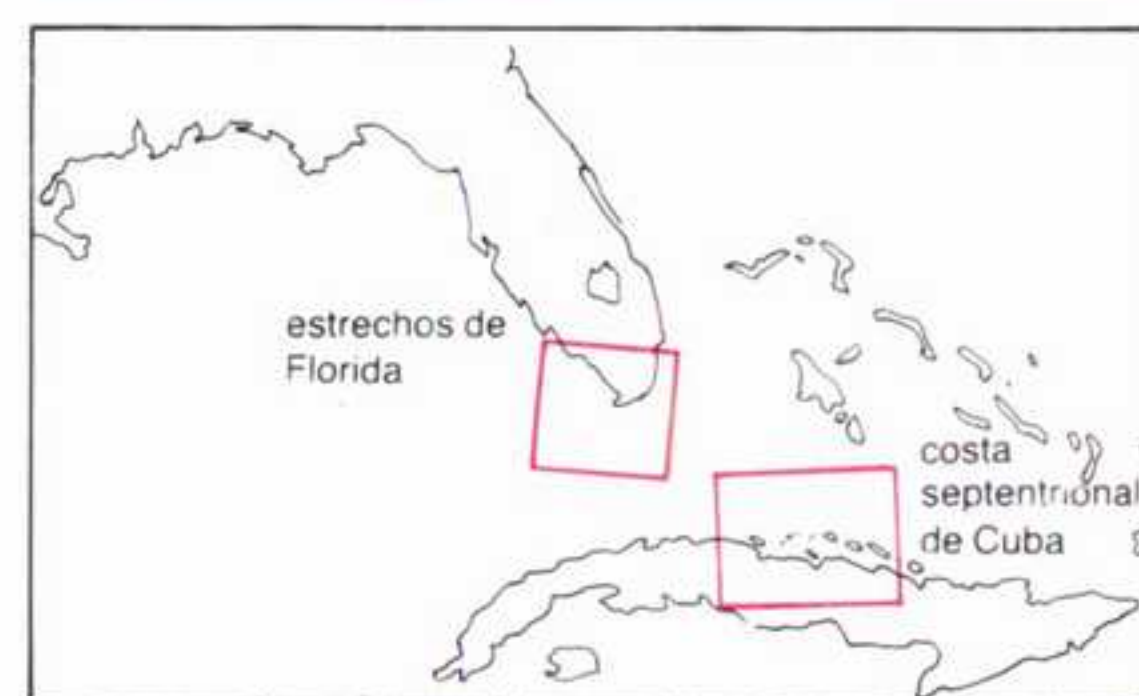 estrechos de
Florida
costa
septentrional
de Cuba